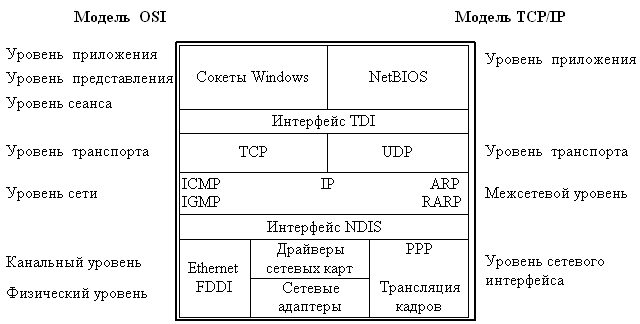 Модель OSI
Модель TCP/IP
Уровень приложения
Уровень представления
Уровень сеанса
Сокеты Windows
NetBIOS
Уровень приложения
Интерфейс TDI
Уровень транспорта
TCP
UDP
Уровень транспорта
Уровень сети
ICMP IP ARP
IGMP RARP
Межсетевой уровень
Интерфейс NDIS
Канальный уровень
Физический уровень
Ethernet
FDDI
Драйверы
сетевых карт
Сетевые
адаптеры
PPP
Трансляция
кадров
Уровень сетевого
интерфейса